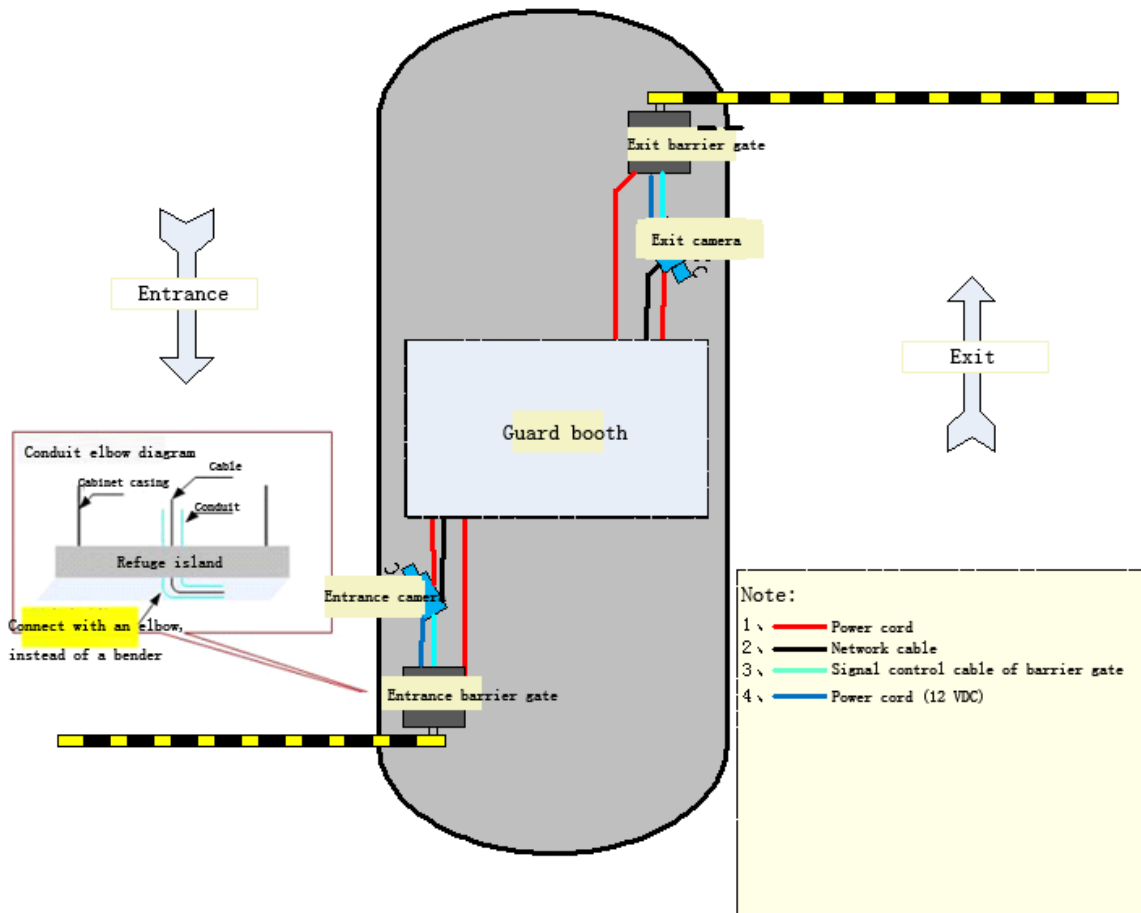 Exit barrier gate
Exit camera
Entrance
Exit
Guard booth
Conduit elbow diagram
Cable
Cabinet casing
Conduit
Refuge island
Connect with an elbow,
instead of a bender
Entrance camera
Entrance barrier gate
Note:
1、 Power cord
2、 Network cable
3、 Signal control cable of barrier gate
4、 Power cord (12 VDC)